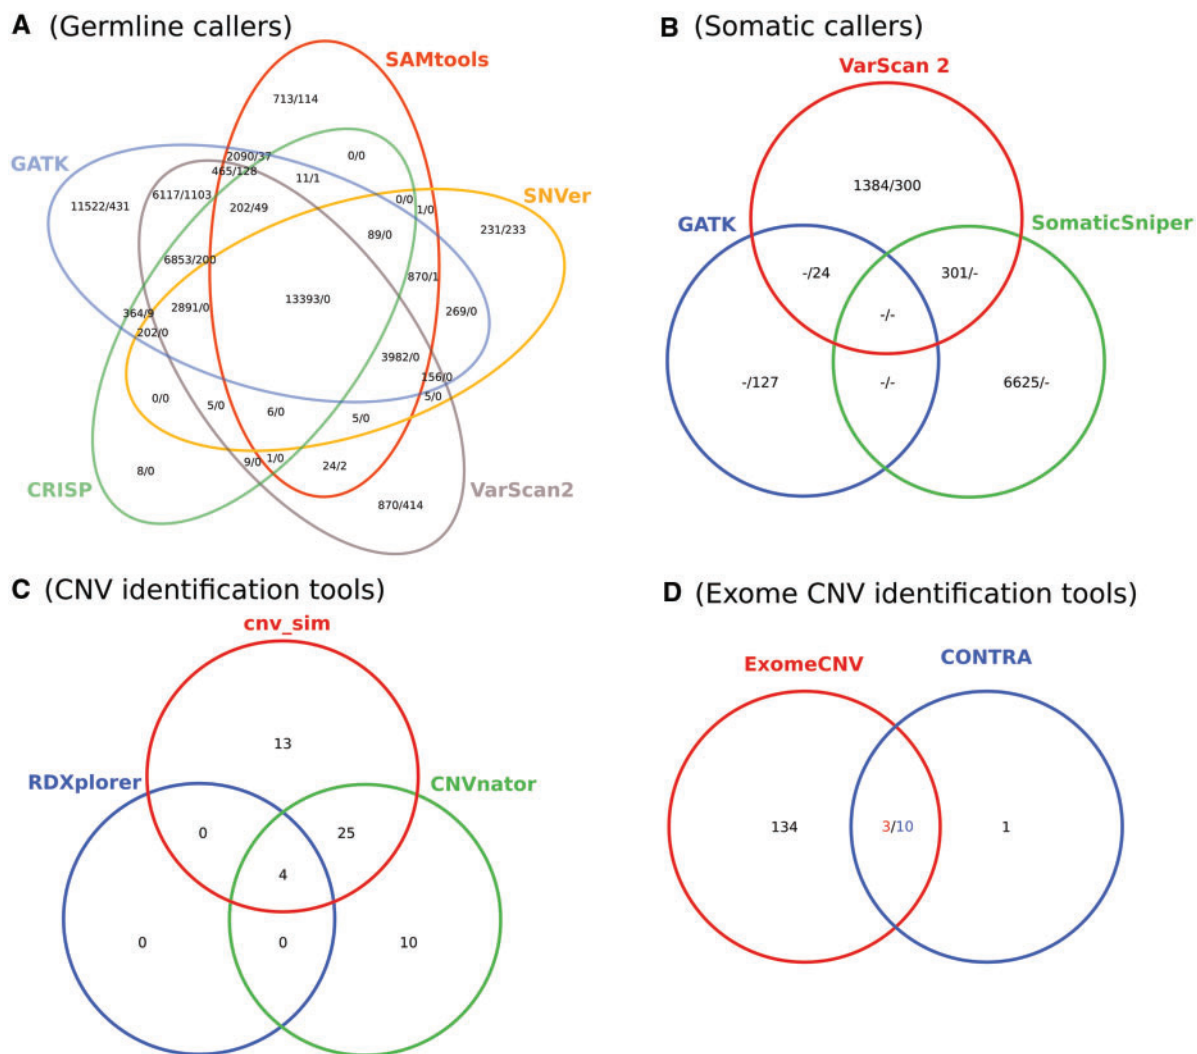 A (Germline callers)
SAMtools
713/114
GATK
2090/37
0/0
465/128
11/1
SNVer
11522/431
6117/1103
202/49
0/0
1/0
231/233
89/0
6853/200
870/1
2891/0
13393/0
269/0
364/9
202/0
3982/0
156/0
0/0
5/0
6/0
5/0
5/0
8/0
9/0
1/0
24/2
CRISP
VarScan2
870/414
B (Somatic callers)
VarScan 2
1384/300
GATK
SomaticSniper
-/24
301/-
-/-
-/127
-/-
6625/-
C (CNV identification tools)
cnv_sim
13
RDXplorer
CNVnator
0
25
4
0
0
10
D (Exome CNV identification tools)
ExomeCNV
CONTRA
134
3/10
1